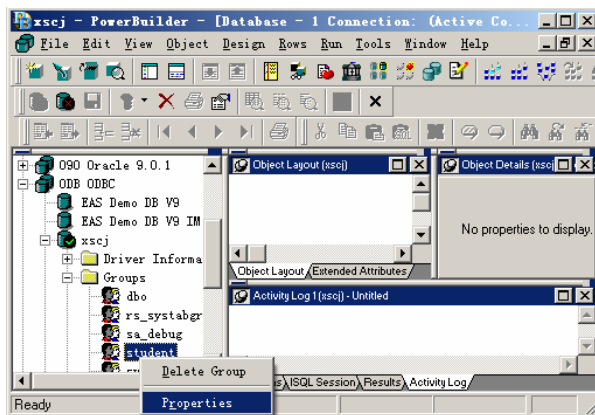 xscj - PowerBuilder - [Database - 1 Connection: (Active Co...
File Edit View Object Design Rows Run Tools Window Help
O90 Oracle 9.0.1
ODB ODBC
EAS Demo DB V9
EAS Demo DB V9 IM
xscj
Driver Informa
Groups
dbo
rs_systabgr
sa_debug
student
Object Layout (xscj)
Object Layout
Extended Attributes
Object Details (xscj
No properties to display.
Activity Log 1 (xscj) - Untitled
ISQL Session
Results
Activity Log
Delete Group
Properties
Ready